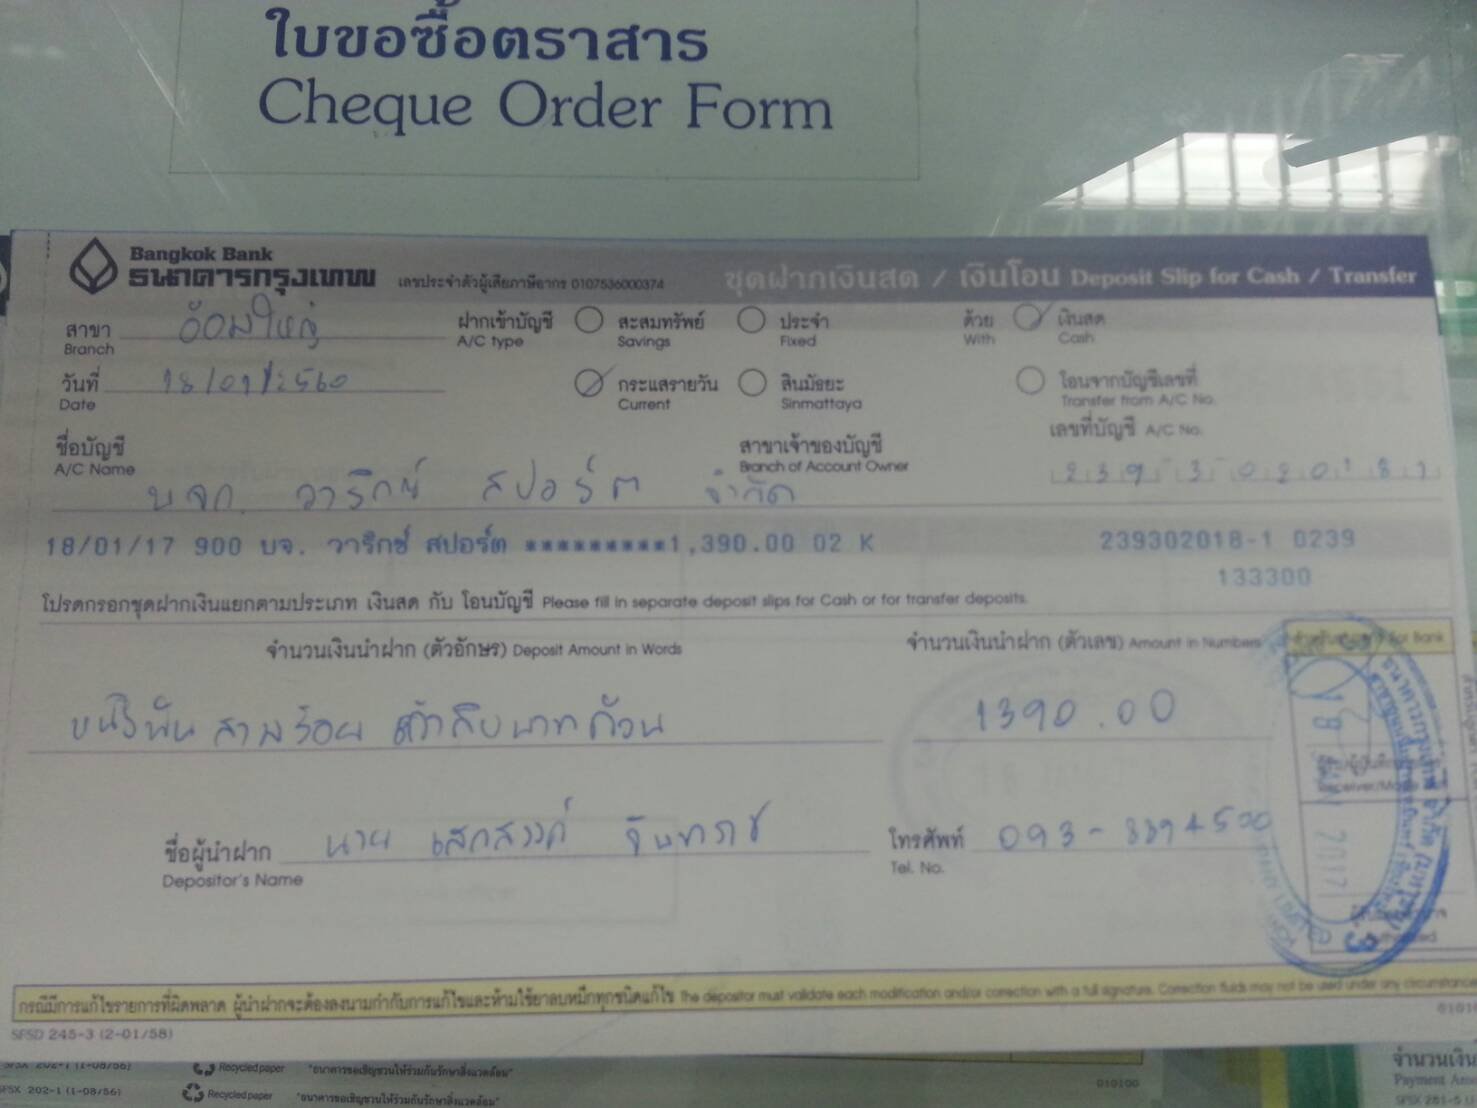 ใบขอซื้อตราสาร
Cheque Order Form
Bangkok Bank
ธนาคารกรุงเทพ เลขประจำตัวผู้เสียภาษีอากร 0107536000374 ชุดฝากเงินสด / เงินโอน Deposit Slip for Cash / Transfer
สาขา อ้อมใหญ่ ฝากเข้าบัญชี สะสมทรัพย์ ประจำ ด้วย เงินสด
Branch A/C type Savings Fixed With Cash
วันที่ 18/01/2560 กระแสรายวัน สินมัธยะ โอนจากบัญชีเลขที่
Date Current Sinmattaya Transfer from A/C No.
ชื่อบัญชี สาขาเจ้าของบัญชี เลขที่บัญชี A/C No.
A/C Name Branch of Account Owner 2393020181
บจก. วาริกซ์ สปอร์ต จำกัด
18/01/17 900 บจ. วาริกซ์ สปอร์ต *********1,390.00 02 K 239302018-1 0239
133300
โปรดกรอกชุดฝากเงินแยกตามประเภท เงินสด กับ โอนบัญชี Please fill in separate deposit slips for Cash or for transfer deposits.
จำนวนเงินนำฝาก (ตัวอักษร) Deposit Amount in Words จำนวนเงินนำฝาก (ตัวเลข) Amount in Numbers For Bank
หนึ่งพันสามร้อยเก้าสิบบาทถ้วน 1390.00
ชื่อผู้นำฝาก นาย เสกสรรค์ โทรศัพท์
Depositor's Name Tel. No.
กรณีมีการแก้ไขรายการที่ผิดพลาด ผู้นำฝากจะต้องลงนามกำกับการแก้ไขและห้ามใช้ยาลบหมึกทุกชนิดแก้ไข The depositor must validate each modification and/or correction with a full signature. Correction fluids may not be used under any circumstance
SFSD 245-3 (2-01/58)
Recycled paper "ธนาคารขอเชิญชวนให้ร่วมกันรักษาสิ่งแวดล้อม" 010100
SFSX 202-1 (1-08/56) Recycled paper "ธนาคารขอเชิญชวนให้ร่วมกันรักษาสิ่งแวดล้อม"
จำนวนเงิน
Payment